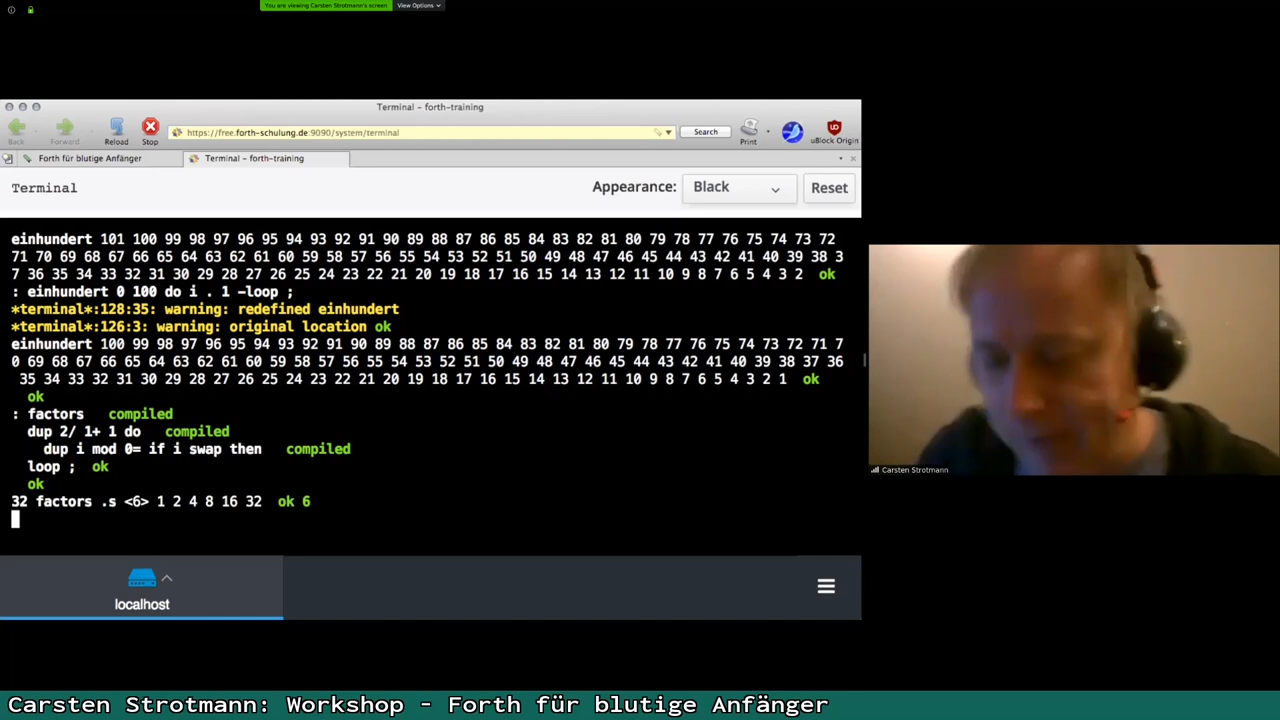 You are viewing Carsten Strotmann's screen
View Options
Terminal - forth-training
Back
Forward
Reload
Stop
https://free.forth-schulung.de:9090/system/terminal
Search
Print
uBlock Origin
Forth für blutige Anfänger
Terminal - forth-training
Terminal
Appearance:
Black
Reset
einhundert 101 100 99 98 97 96 95 94 93 92 91 90 89 88 87 86 85 84 83 82 81 80 79 78 77 76 75 74 73 72
71 70 69 68 67 66 65 64 63 62 61 60 59 58 57 56 55 54 53 52 51 50 49 48 47 46 45 44 43 42 41 40 39 38 3
7 36 35 34 33 32 31 30 29 28 27 26 25 24 23 22 21 20 19 18 17 16 15 14 13 12 11 10 9 8 7 6 5 4 3 2 ok
: einhundert 0 100 do i . 1 -loop ;
*terminal*:128:35: warning: redefined einhundert
*terminal*:126:3: warning: original location ok
einhundert 100 99 98 97 96 95 94 93 92 91 90 89 88 87 86 85 84 83 82 81 80 79 78 77 76 75 74 73 72 71 7
0 69 68 67 66 65 64 63 62 61 60 59 58 57 56 55 54 53 52 51 50 49 48 47 46 45 44 43 42 41 40 39 38 37 36
35 34 33 32 31 30 29 28 27 26 25 24 23 22 21 20 19 18 17 16 15 14 13 12 11 10 9 8 7 6 5 4 3 2 1 ok
ok
: factors compiled
dup 2/ 1+ 1 do compiled
dup i mod 0= if i swap then compiled
loop ; ok
ok
32 factors .s <6> 1 2 4 8 16 32 ok 6
localhost
Carsten Strotmann
Carsten Strotmann: Workshop - Forth für blutige Anfänger